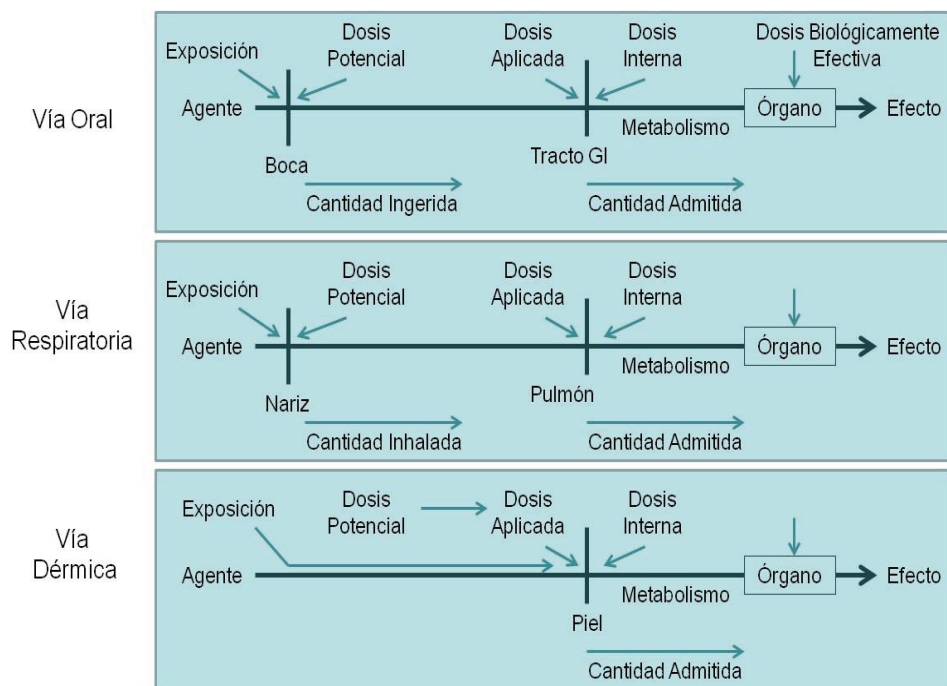 Vía Oral
Exposición
Dosis
Potencial
Dosis
Aplicada
Dosis
Interna
Dosis Biológicamente
Efectiva
Agente
Órgano
Efecto
Metabolismo
Boca
Tracto GI
Cantidad Ingerida
Cantidad Admitida
Vía
Respiratoria
Exposición
Dosis
Potencial
Dosis
Aplicada
Dosis
Interna
Agente
Órgano
Efecto
Metabolismo
Nariz
Pulmón
Cantidad Inhalada
Cantidad Admitida
Vía
Dérmica
Exposición
Dosis
Potencial
Dosis
Aplicada
Dosis
Interna
Agente
Órgano
Efecto
Metabolismo
Piel
Cantidad Admitida